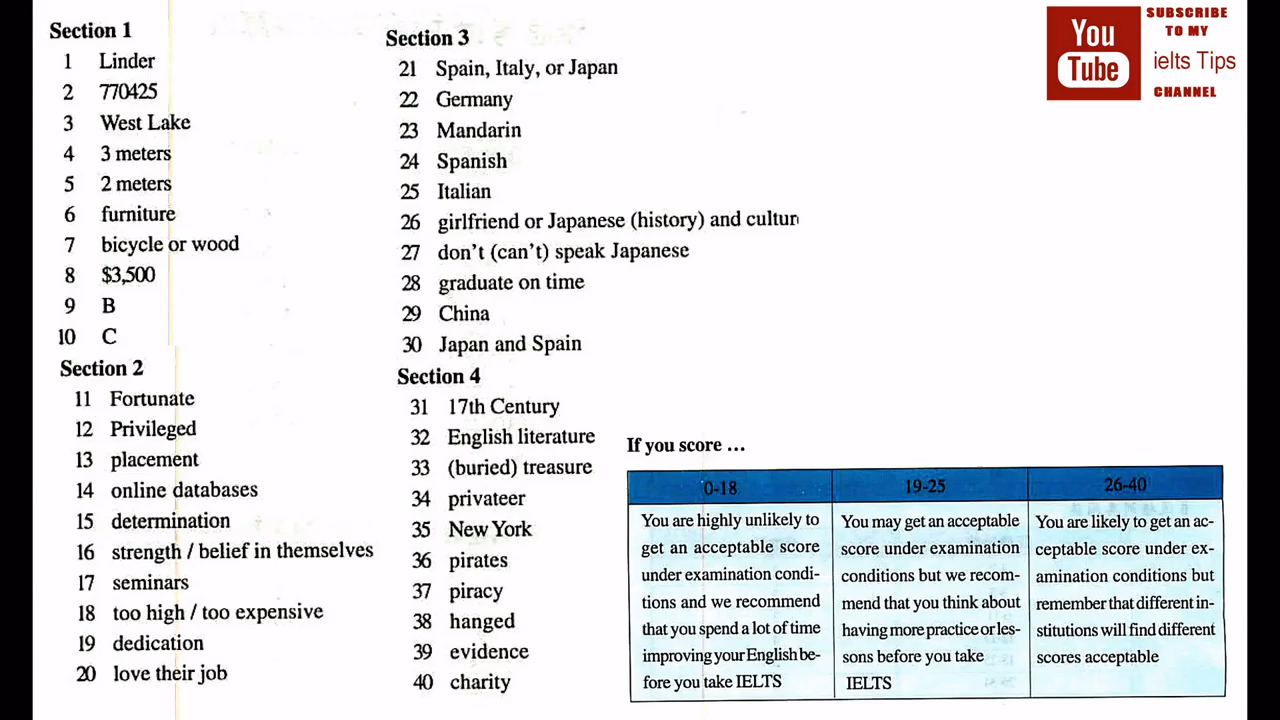 Section 1
1 Linder
2 770425
3 West Lake
4 3 meters
5 2 meters
6 furniture
7 bicycle or wood
8 $3,500
9 B
10 C
Section 2
11 Fortunate
12 Privileged
13 placement
14 online databases
15 determination
16 strength / belief in themselves
17 seminars
18 too high / too expensive
19 dedication
20 love their job
Section 3
21 Spain, Italy, or Japan
22 Germany
23 Mandarin
24 Spanish
25 Italian
26 girlfriend or Japanese (history) and cultur
27 don't (can't) speak Japanese
28 graduate on time
29 China
30 Japan and Spain
Section 4
31 17th Century
32 English literature
33 (buried) treasure
34 privateer
35 New York
36 pirates
37 piracy
38 hanged
39 evidence
40 charity
You
Tube
SUBSCRIBE
TO MY
ielts Tips
CHANNEL
If you score ...
0-18
You are highly unlikely to
get an acceptable score
under examination condi-
tions and we recommend
that you spend a lot of time
improving your English be-
fore you take IELTS
19-25
You may get an acceptable
score under examination
conditions but we recom-
mend that you think about
having more practice or les-
sons before you take
IELTS
26-40
You are likely to get an ac-
ceptable score under ex-
amination conditions but
remember that different in-
stitutions will find different
scores acceptable